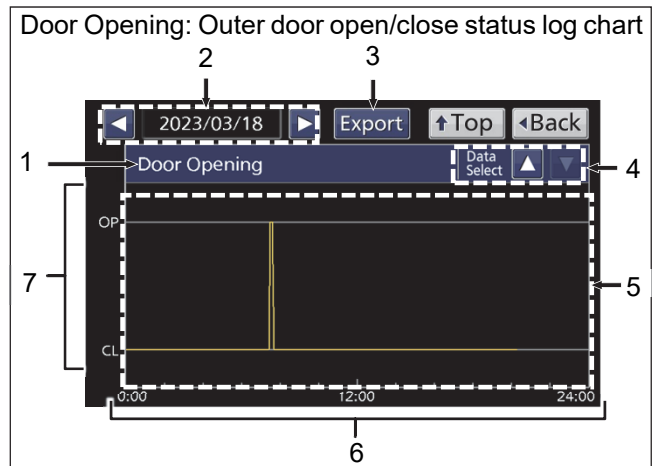 Door Opening: Outer door open/close status log chart
2 3
2023/03/18 Export Top Back
1 Door Opening Data Select 4
OP
7 5
CL
0:00 12:00 24:00
6